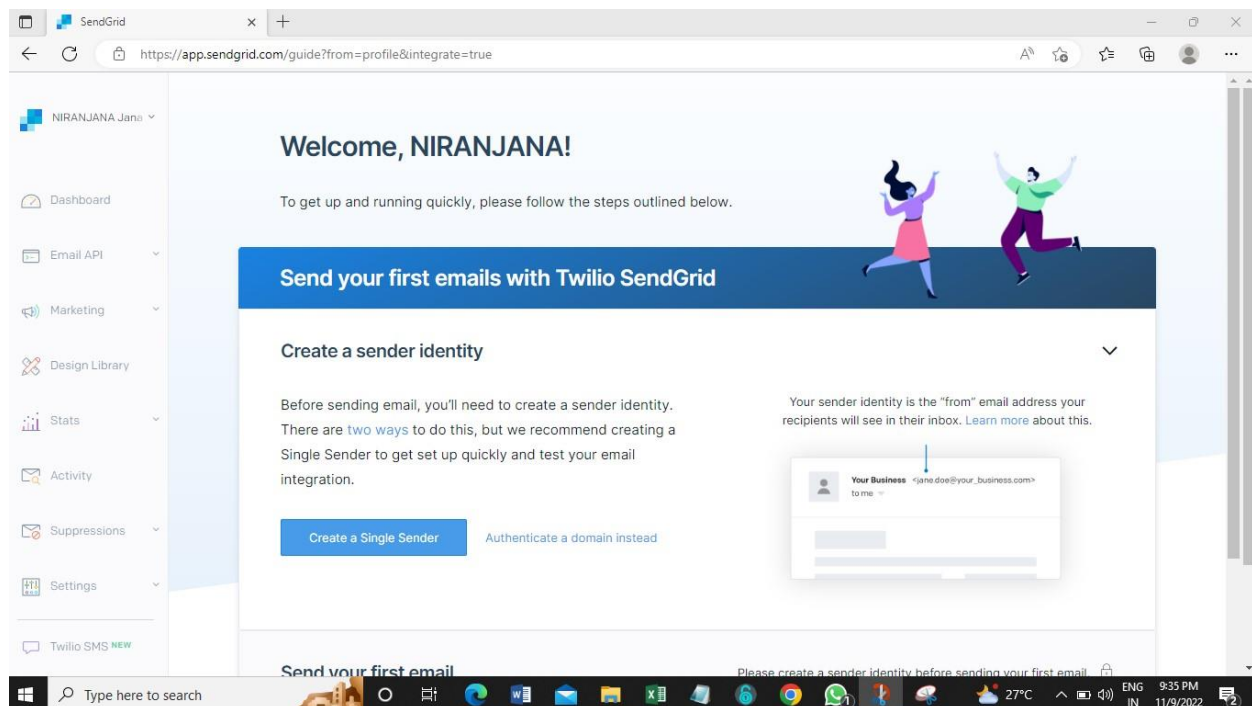 SendGrid
https://app.sendgrid.com/guide?from=profile&integrate=true
NIRANJANA Jana
Dashboard
Email API
Marketing
Design Library
Stats
Activity
Suppressions
Settings
Twilio SMS NEW
Welcome, NIRANJANA!
To get up and running quickly, please follow the steps outlined below.
Send your first emails with Twilio SendGrid
Create a sender identity
Before sending email, you'll need to create a sender identity.
There are two ways to do this, but we recommend creating a
Single Sender to get set up quickly and test your email
integration.
Create a Single Sender
Authenticate a domain instead
Your sender identity is the "from" email address your
recipients will see in their inbox. Learn more about this.
Your Business <jane.doe@your_business.com>
to me
Send your first email
Please create a sender identity before sending your first email.
Type here to search
27°C
ENG
IN
9:35 PM
11/9/2022
2